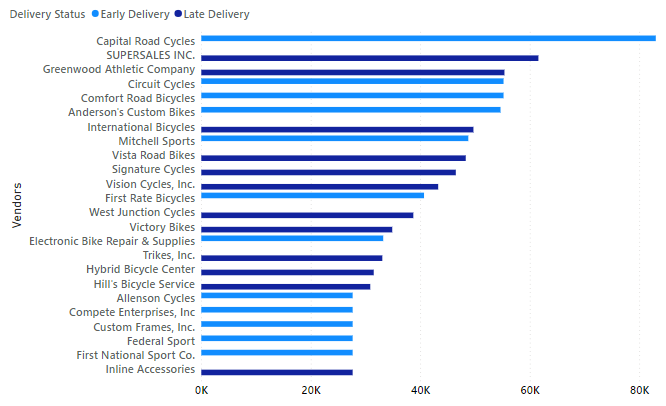 Delivery Status Early Delivery Late Delivery
Capital Road Cycles
SUPERSALES INC.
Greenwood Athletic Company
Circuit Cycles
Comfort Road Bicycles
Anderson's Custom Bikes
International Bicycles
Mitchell Sports
Vista Road Bikes
Signature Cycles
Vision Cycles, Inc.
First Rate Bicycles
West Junction Cycles
Victory Bikes
Electronic Bike Repair & Supplies
Trikes, Inc.
Hybrid Bicycle Center
Hill's Bicycle Service
Allenson Cycles
Compete Enterprises, Inc
Custom Frames, Inc.
Federal Sport
First National Sport Co.
Inline Accessories
Vendors
0K 20K 40K 60K 80K